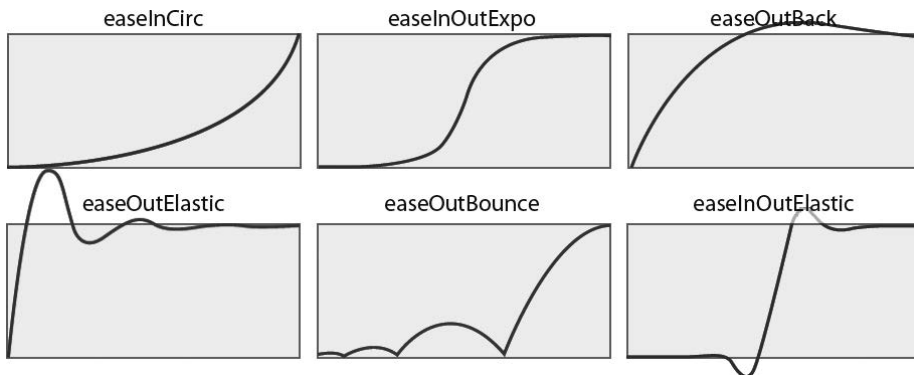 easeInCirc
easeInOutExpo
easeOutBack
easeOutElastic
easeOutBounce
easeInOutElastic